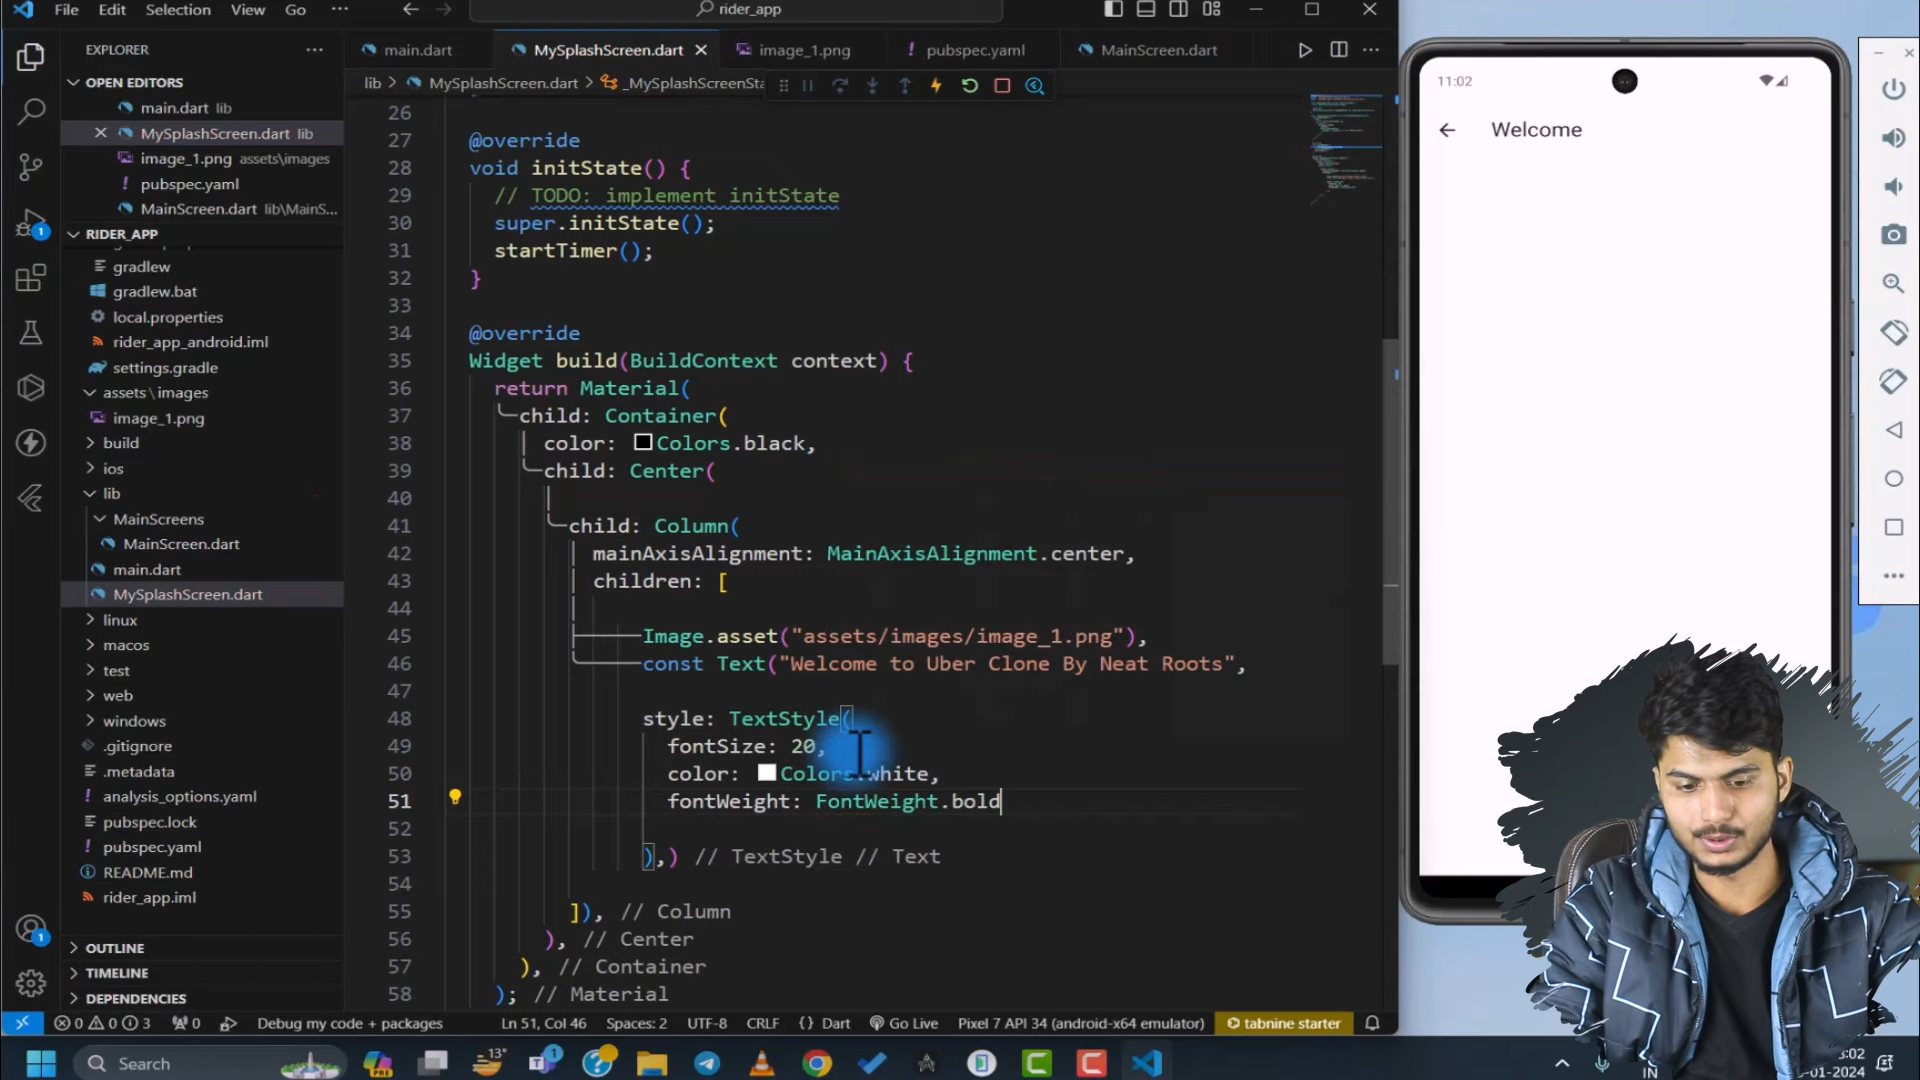 File Edit Selection View Go ··· rider_app
EXPLORER
OPEN EDITORS
main.dart lib
MySplashScreen.dart lib
image_1.png assets\images
! pubspec.yaml
MainScreen.dart lib\MainS...
RIDER_APP
gradlew
gradlew.bat
local.properties
rider_app_android.iml
settings.gradle
assets\images
image_1.png
build
ios
lib
MainScreens
MainScreen.dart
main.dart
MySplashScreen.dart
linux
macos
test
web
windows
.gitignore
.metadata
analysis_options.yaml
pubspec.lock
! pubspec.yaml
README.md
rider_app.iml
OUTLINE
TIMELINE
DEPENDENCIES
main.dart MySplashScreen.dart image_1.png ! pubspec.yaml MainScreen.dart
lib > MySplashScreen.dart > _MySplashScreenSta
26
27 @override
28 void initState() {
29 // TODO: implement initState
30 super.initState();
31 startTimer();
32 }
33
34 @override
35 Widget build(BuildContext context) {
36 return Material(
37 child: Container(
38 color: Colors.black,
39 child: Center(
40
41 child: Column(
42 mainAxisAlignment: MainAxisAlignment.center,
43 children: [
44
45 Image.asset("assets/images/image_1.png"),
46 const Text("Welcome to Uber Clone By Neat Roots",
47
48 style: TextStyle(
49 fontSize: 20,
50 color: Colors.white,
51 fontWeight: FontWeight.bold
52
53 ),) // TextStyle // Text
54
55 ]), // Column
56 ), // Center
57 ), // Container
58 ); // Material
0 0 3 0 Debug my code + packages Ln 51, Col 46 Spaces: 2 UTF-8 CRLF {} Dart Go Live Pixel 7 API 34 (android-x64 emulator) tabnine starter
11:02
Welcome
Search
PRE
13°
1
IN